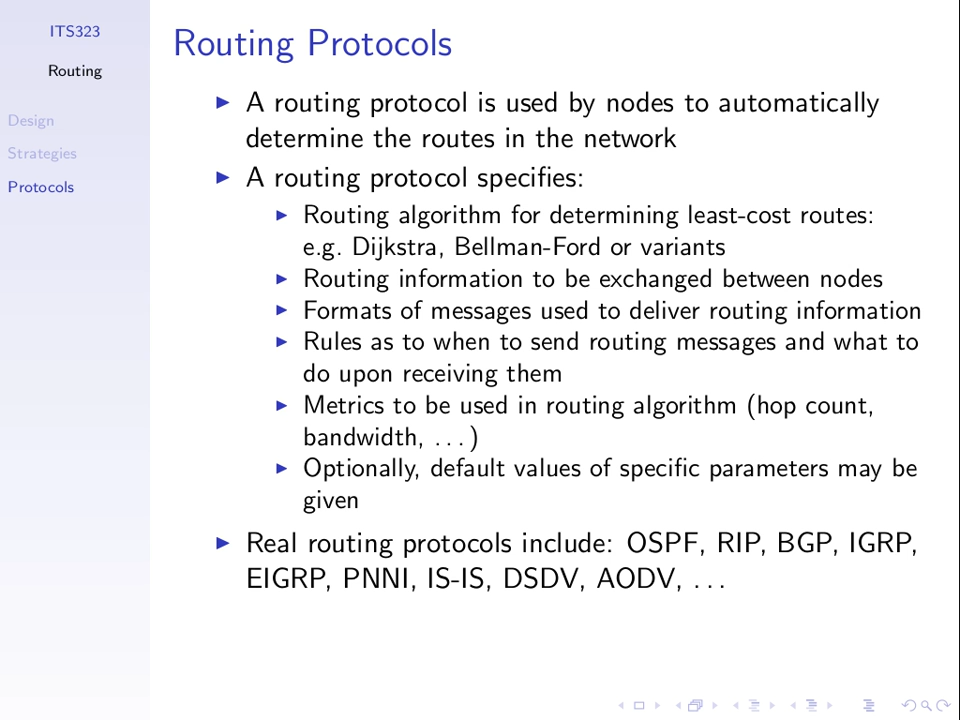 ITS323
Routing
Design
Strategies
Protocols
Routing Protocols
A routing protocol is used by nodes to automatically
determine the routes in the network
A routing protocol specifies:
Routing algorithm for determining least-cost routes:
e.g. Dijkstra, Bellman-Ford or variants
Routing information to be exchanged between nodes
Formats of messages used to deliver routing information
Rules as to when to send routing messages and what to
do upon receiving them
Metrics to be used in routing algorithm (hop count,
bandwidth, . . . )
Optionally, default values of specific parameters may be
given
Real routing protocols include: OSPF, RIP, BGP, IGRP,
EIGRP, PNNI, IS-IS, DSDV, AODV, . . .